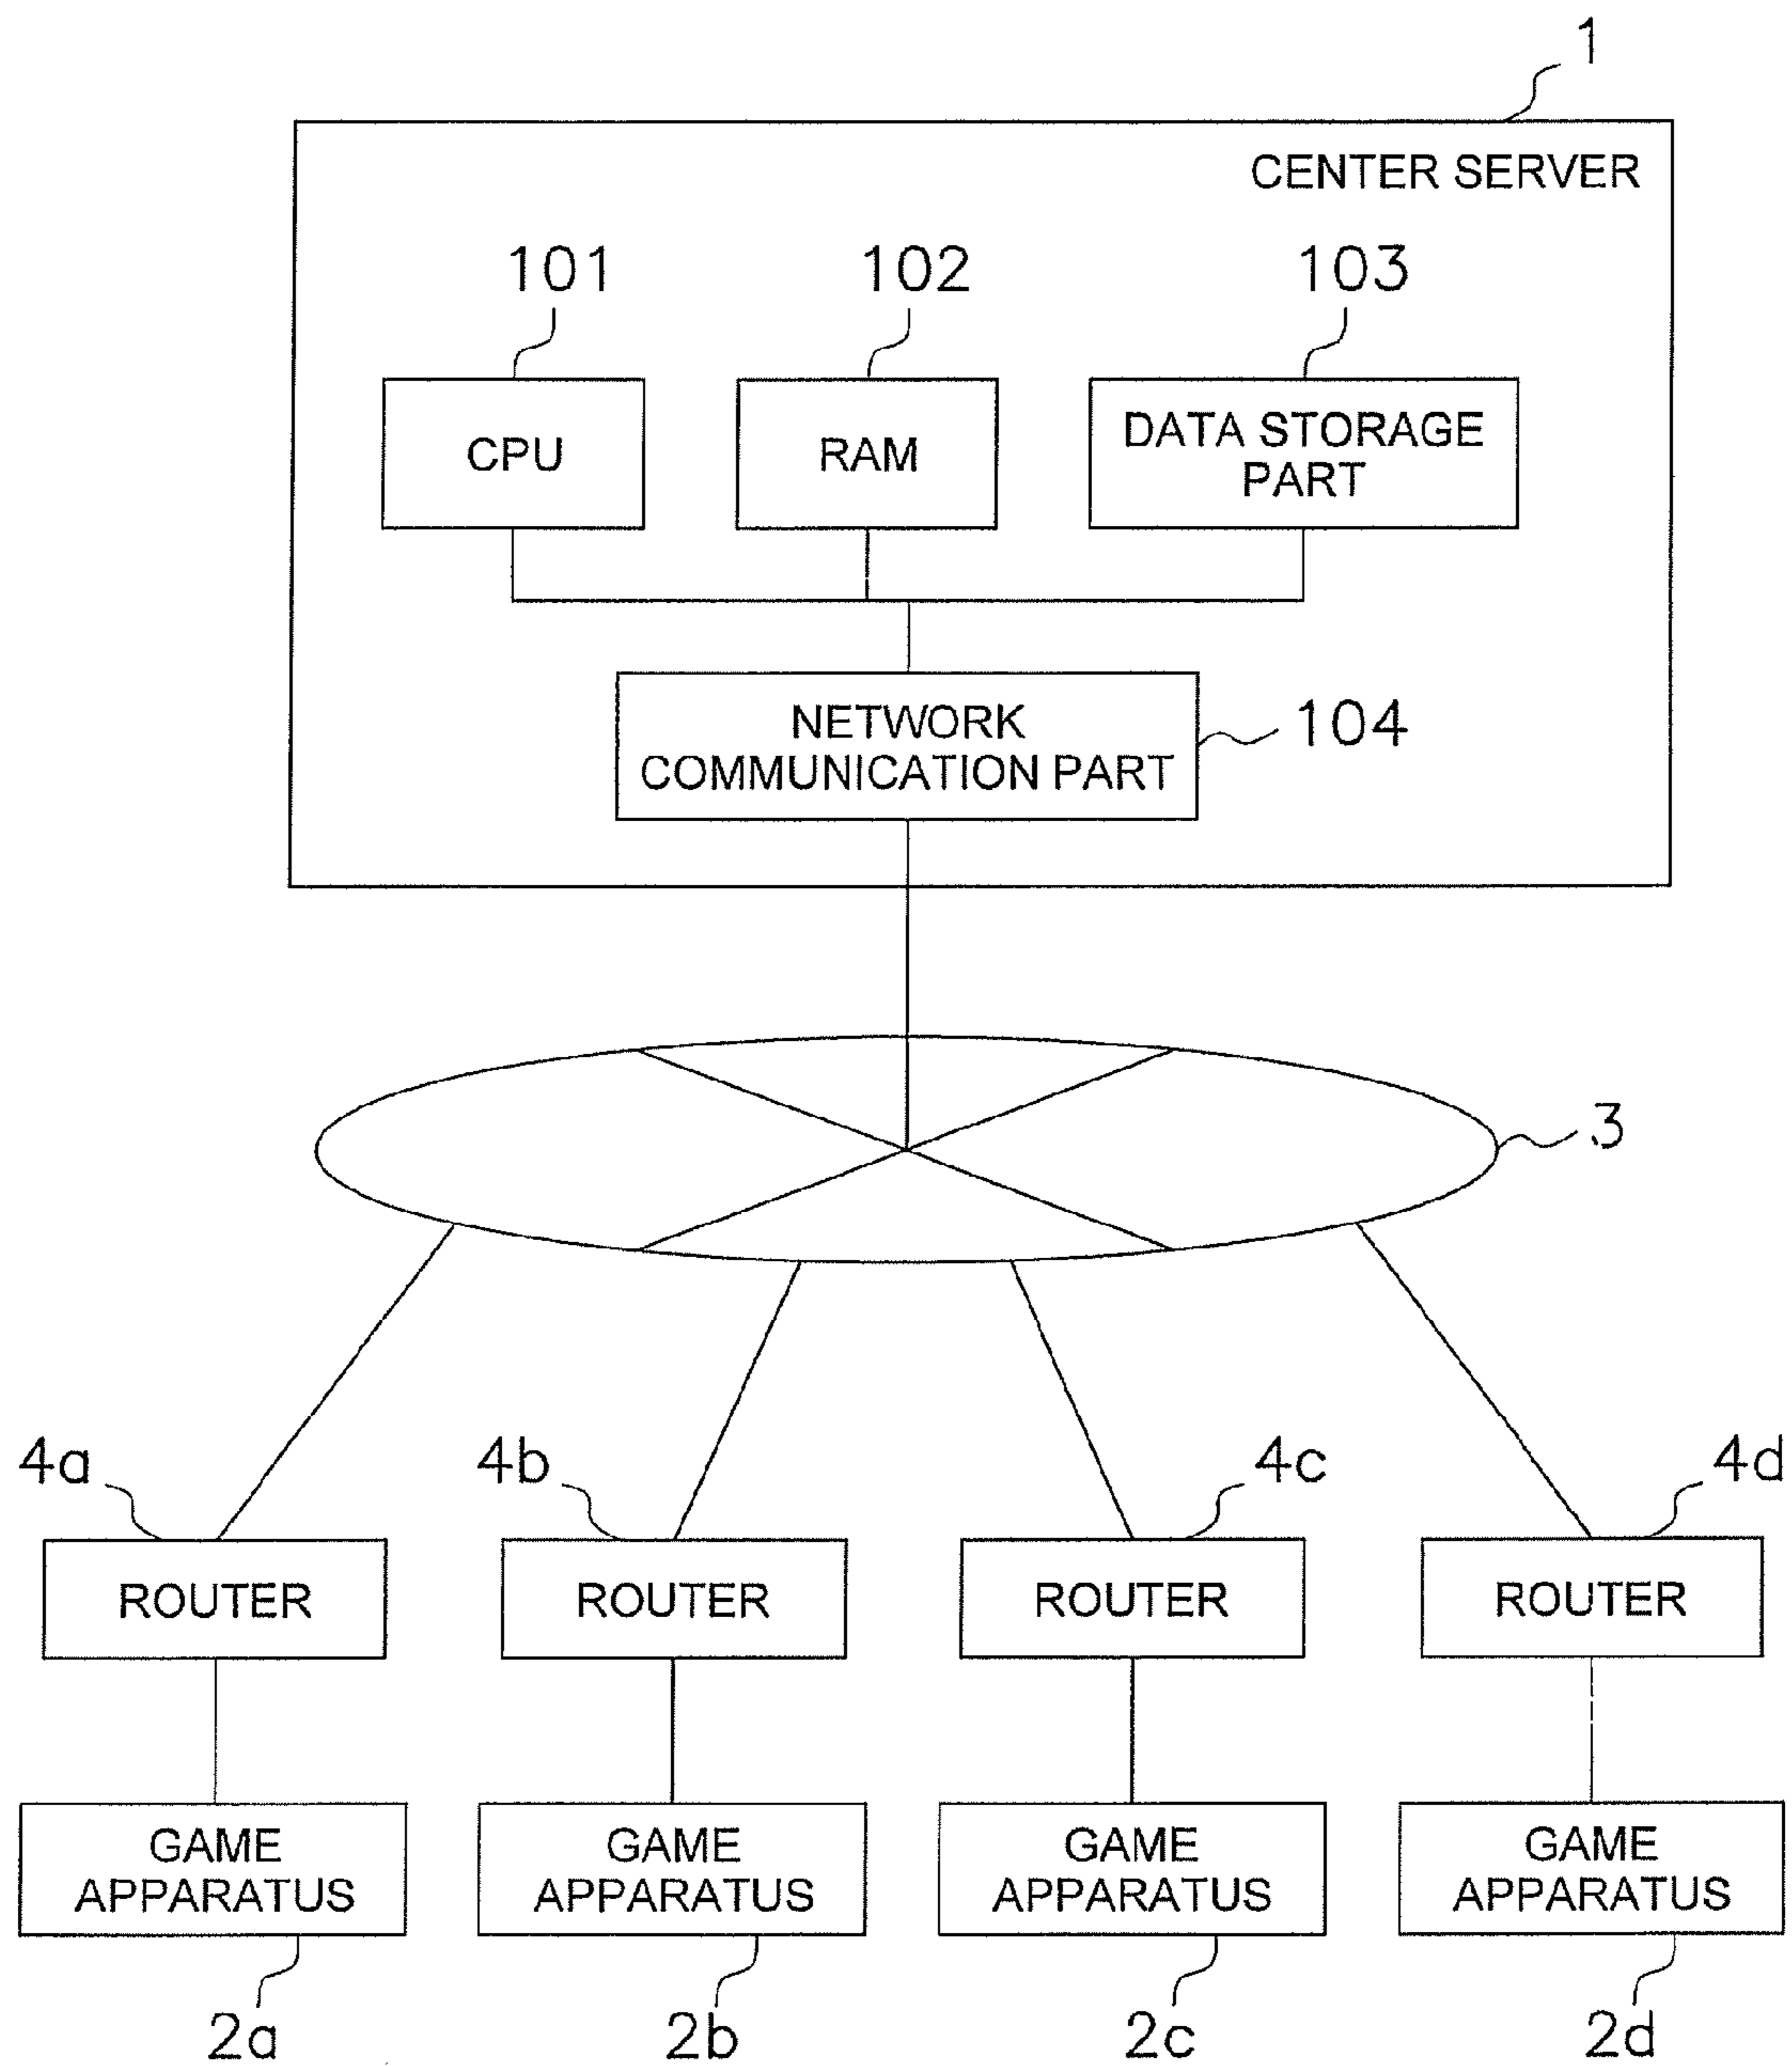 1
CENTER SERVER
101 102 103
CPU RAM DATA STORAGE
PART
NETWORK
COMMUNICATION PART
104
3
4a 4b 4c 4d
ROUTER ROUTER ROUTER ROUTER
GAME GAME GAME GAME
APPARATUS APPARATUS APPARATUS APPARATUS
2a 2b 2c 2d